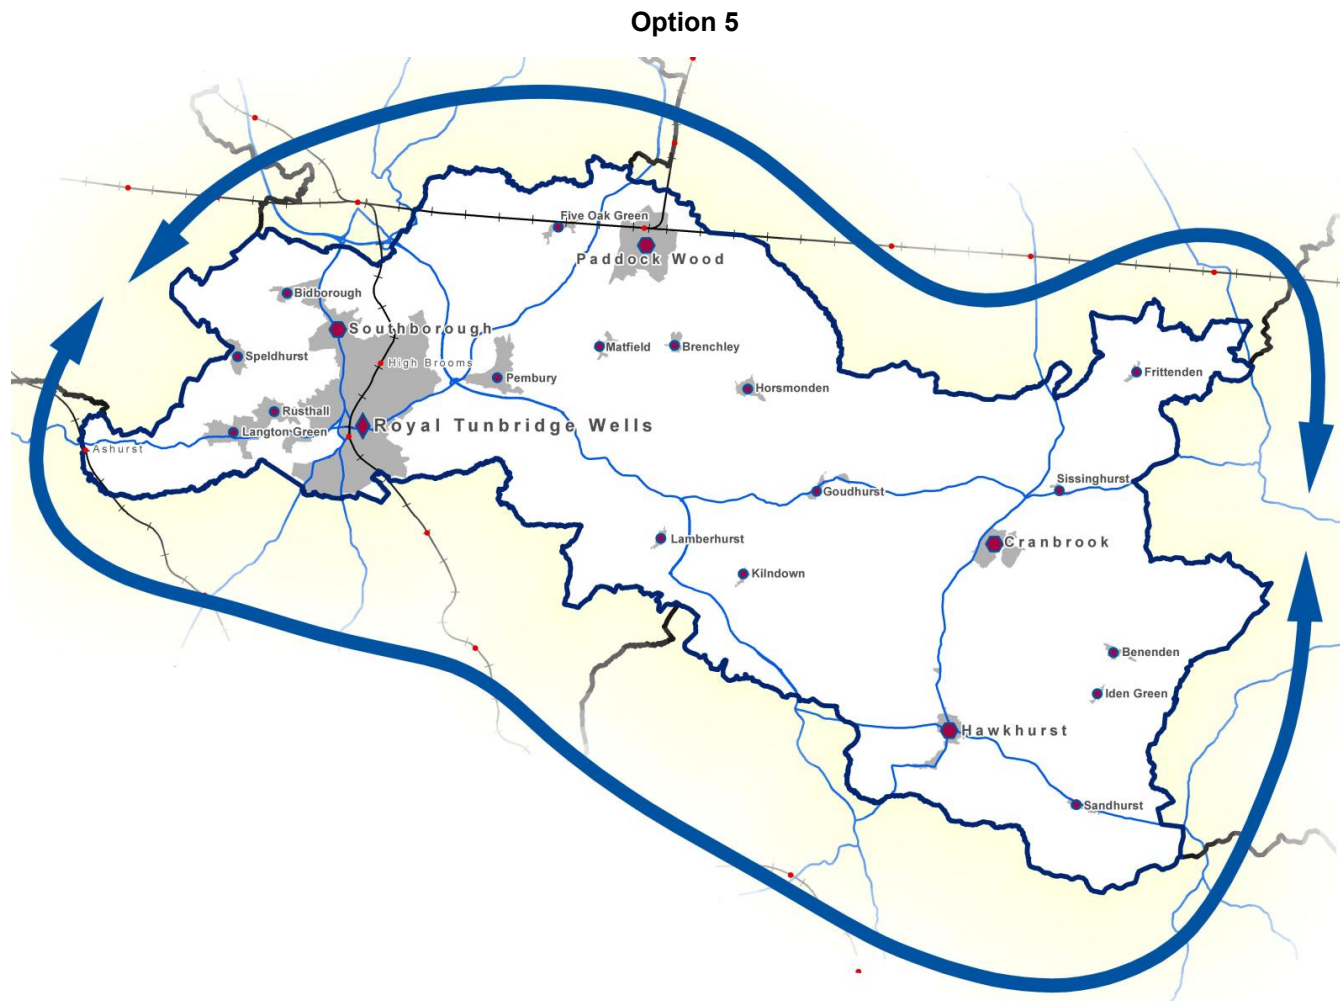 Option 5
Five Oak Green
Paddock Wood
Bidborough
Southborough
Matfield
Brenchley
Speldhurst
High Brooms
Frittenden
Pembury
Horsmonden
Rusthall
Royal Tunbridge Wells
Langton Green
Ashurst
Sissinghurst
Goudhurst
Lamberhurst
Cranbrook
Kilndown
Benenden
Iden Green
Hawkhurst
Sandhurst